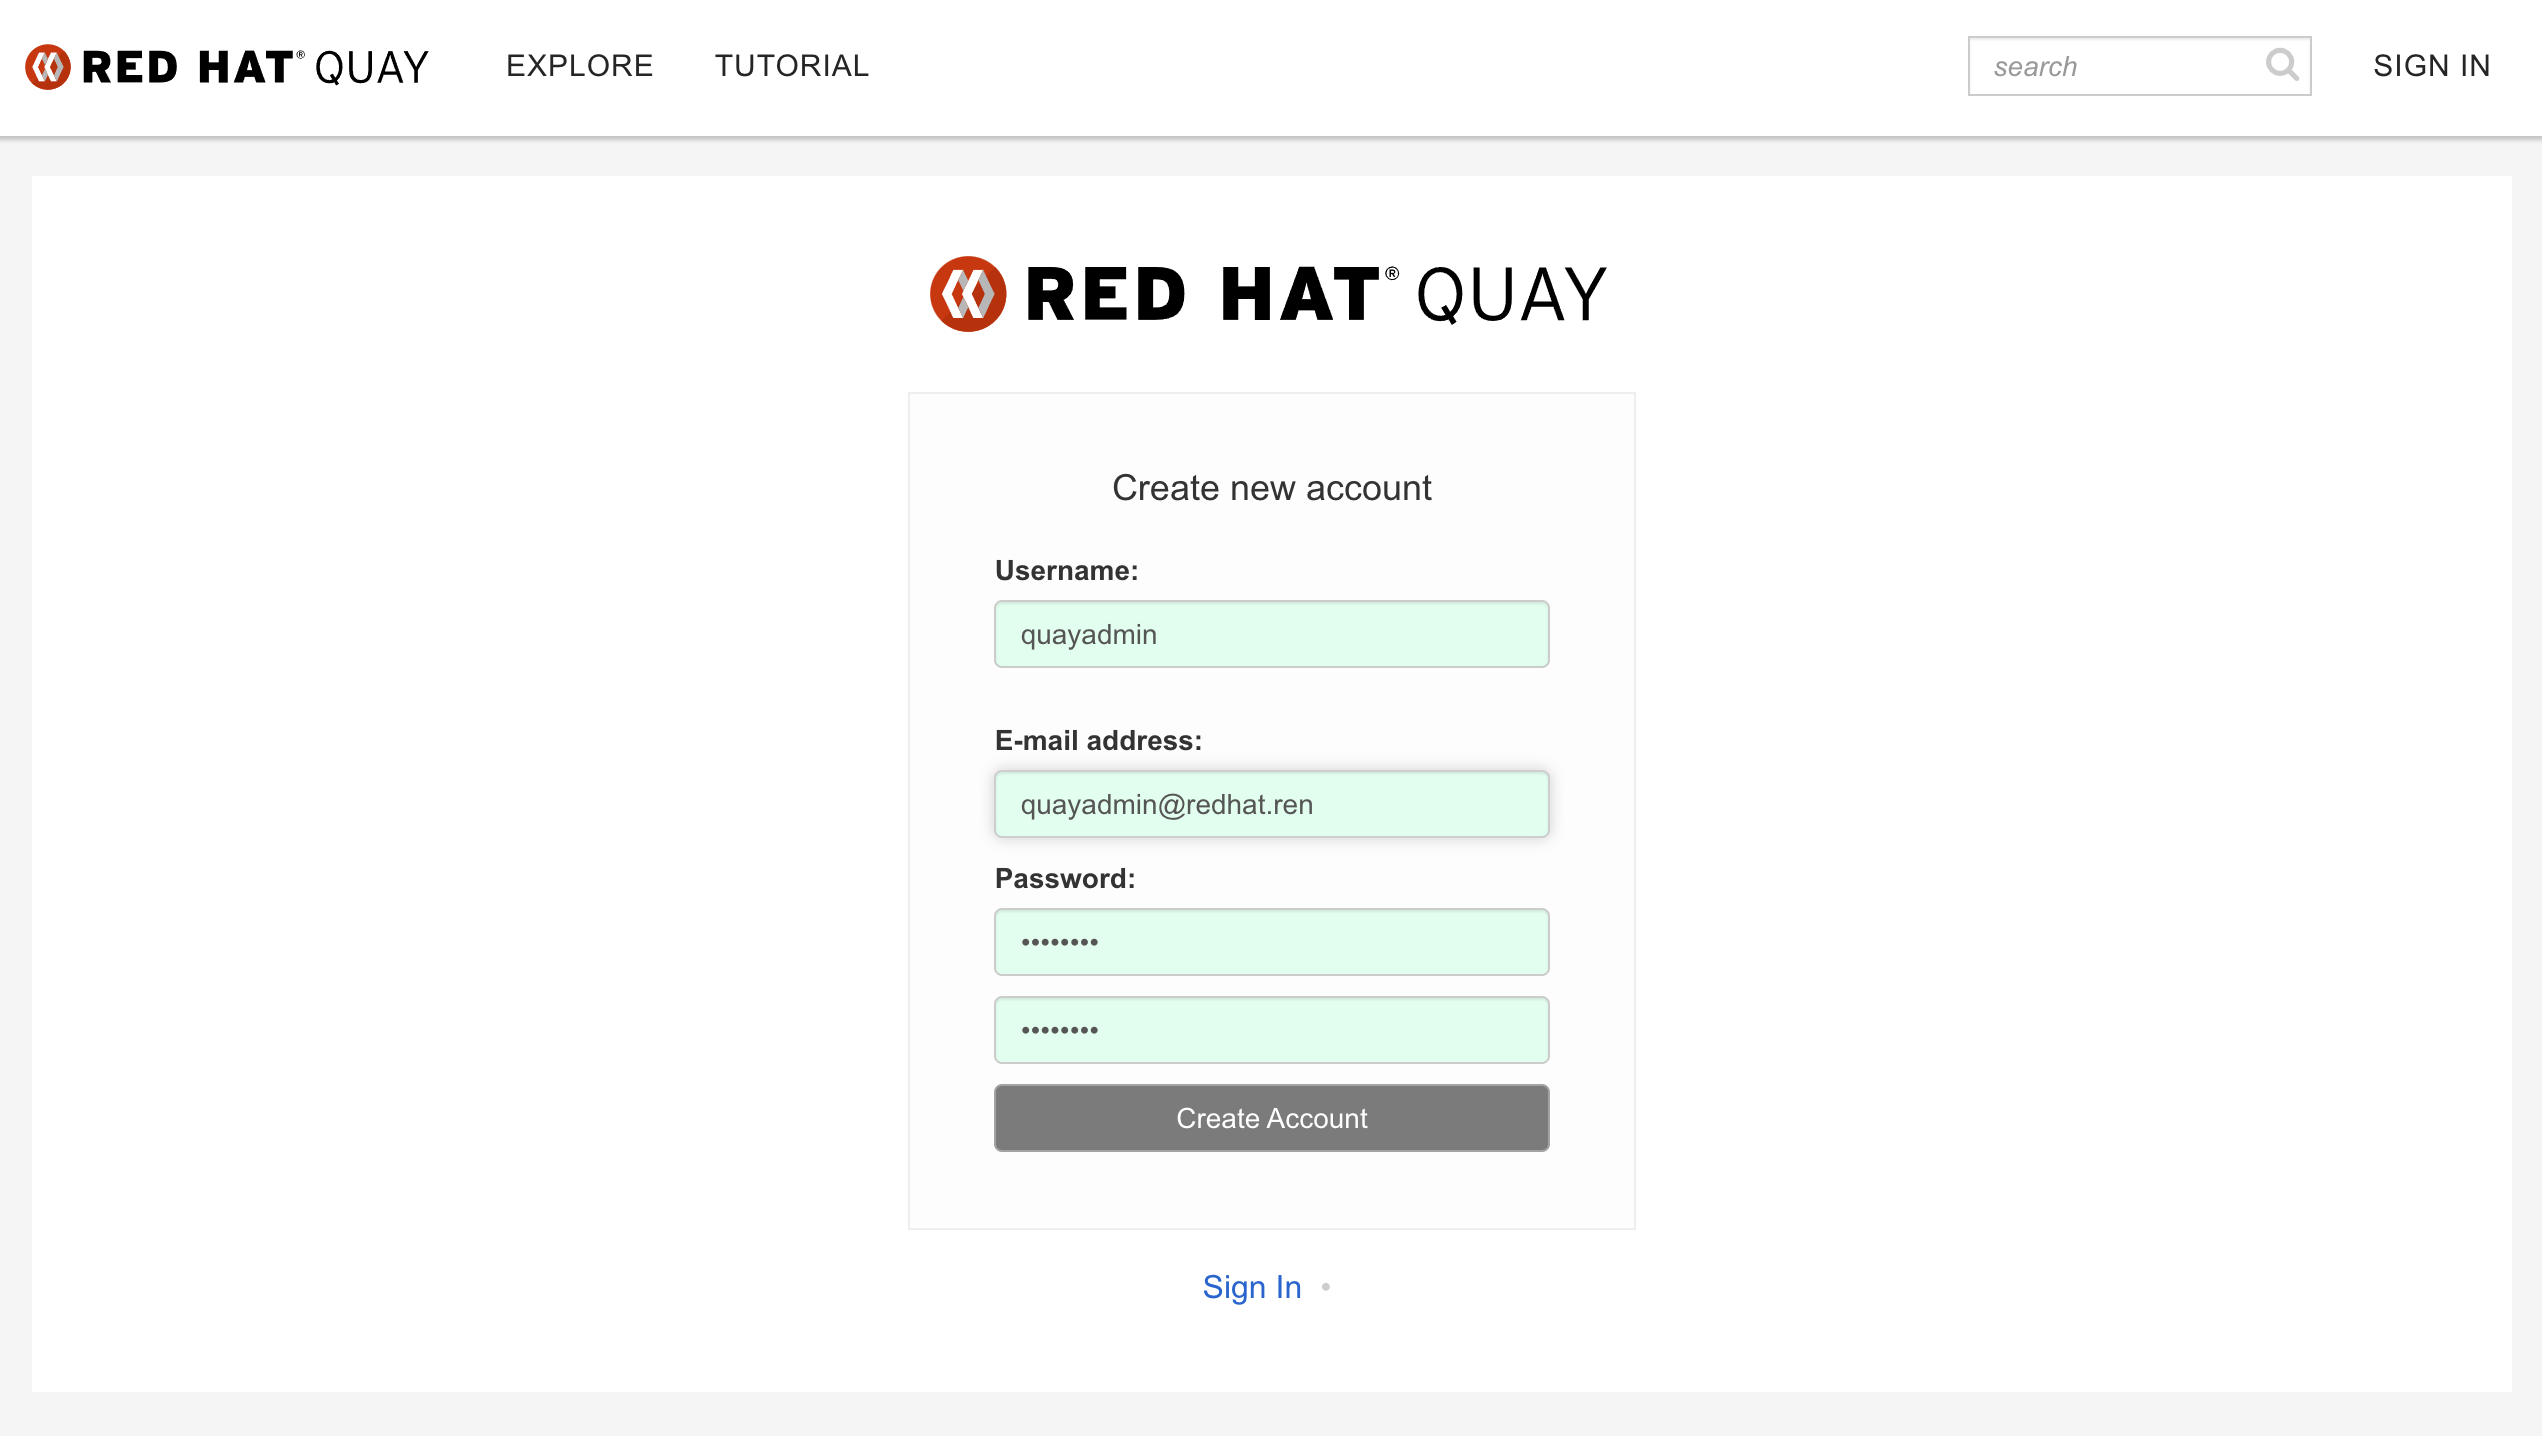 RED HAT® QUAY EXPLORE TUTORIAL search SIGN IN
RED HAT® QUAY
Create new account
Username:
quayadmin
E-mail address:
quayadmin@redhat.ren
Password:
••••••••
••••••••
Create Account
Sign In •